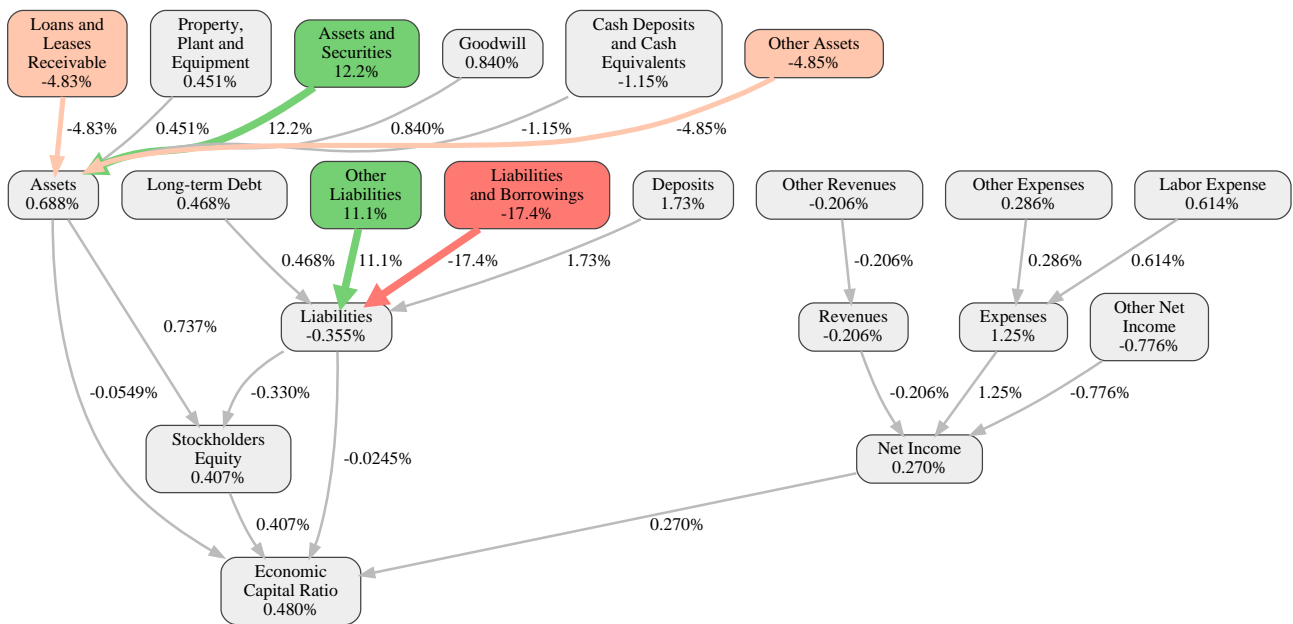 Loans and
Leases
Receivable
-4.83%
Property,
Plant and
Equipment
0.451%
Assets and
Securities
12.2%
Goodwill
0.840%
Cash Deposits
and Cash
Equivalents
-1.15%
Other Assets
-4.85%
-4.83%
0.451%
12.2%
0.840%
-1.15%
-4.85%
Assets
0.688%
Long-term Debt
0.468%
Other
Liabilities
11.1%
Liabilities
and Borrowings
-17.4%
Deposits
1.73%
Other Revenues
-0.206%
Other Expenses
0.286%
Labor Expense
0.614%
0.468%
11.1%
-17.4%
1.73%
-0.206%
0.286%
0.614%
Liabilities
-0.355%
Revenues
-0.206%
Expenses
1.25%
Other Net
Income
-0.776%
0.737%
-0.0549%
-0.330%
-0.0245%
-0.206%
1.25%
-0.776%
Stockholders
Equity
0.407%
Net Income
0.270%
0.407%
0.270%
Economic
Capital Ratio
0.480%